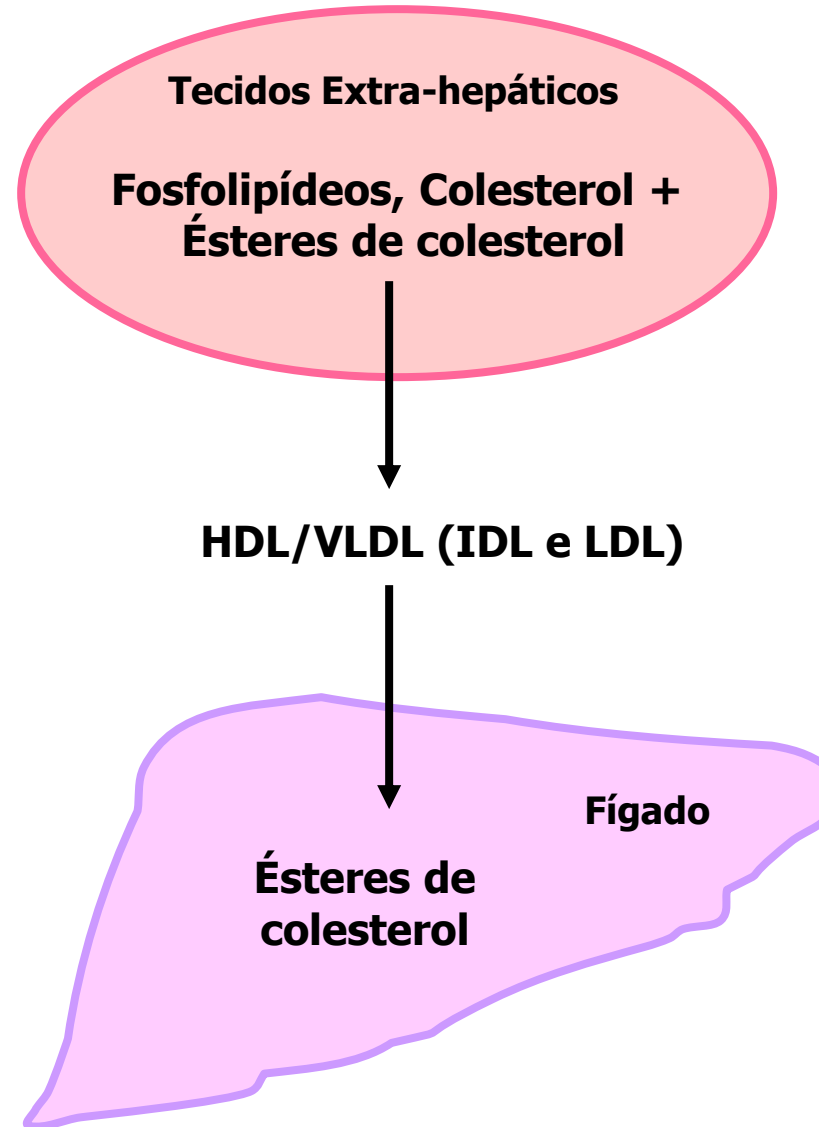 Tecidos Extra-hepáticos
Fosfolipídeos, Colesterol +
Ésteres de colesterol
HDL/VLDL (IDL e LDL)
Fígado
Ésteres de
colesterol